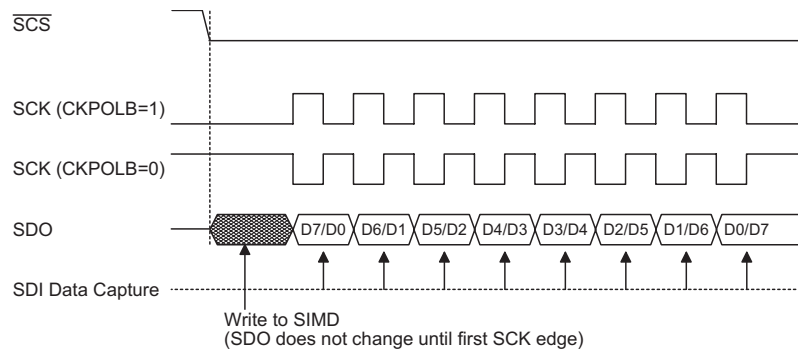 SCS
SCK (CKPOLB=1)
SCK (CKPOLB=0)
SDO
D7/D0 D6/D1 D5/D2 D4/D3 D3/D4 D2/D5 D1/D6 D0/D7
SDI Data Capture
Write to SIMD
(SDO does not change until first SCK edge)